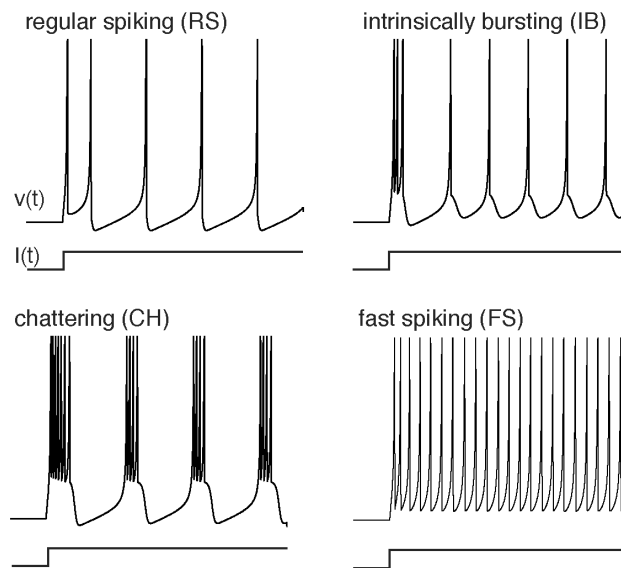 regular spiking (RS)
intrinsically bursting (IB)
v(t)
I(t)
chattering (CH)
fast spiking (FS)